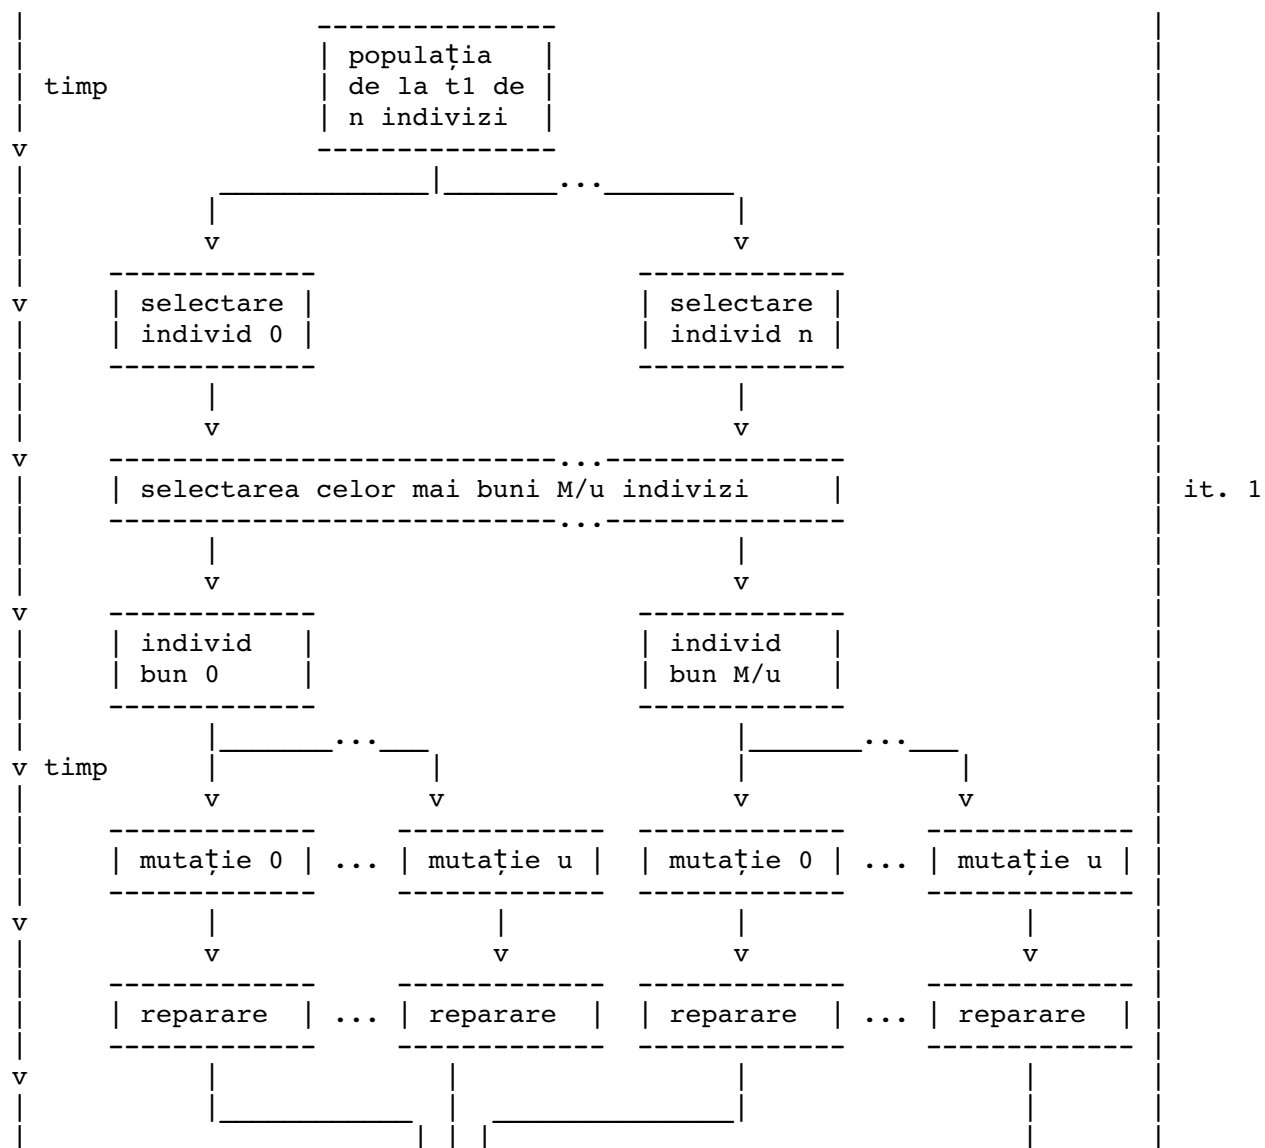 populația
timp de la t1 de
n indivizi
...
v v
selectare selectare
individ 0 individ n
v v
...
selectarea celor mai buni M/u indivizi it. 1
...
v v
individ individ
bun 0 bun M/u
... ...
timp
v v v v
mutație 0 ... mutație u mutație 0 ... mutație u
v v v v
reparare ... reparare reparare ... reparare